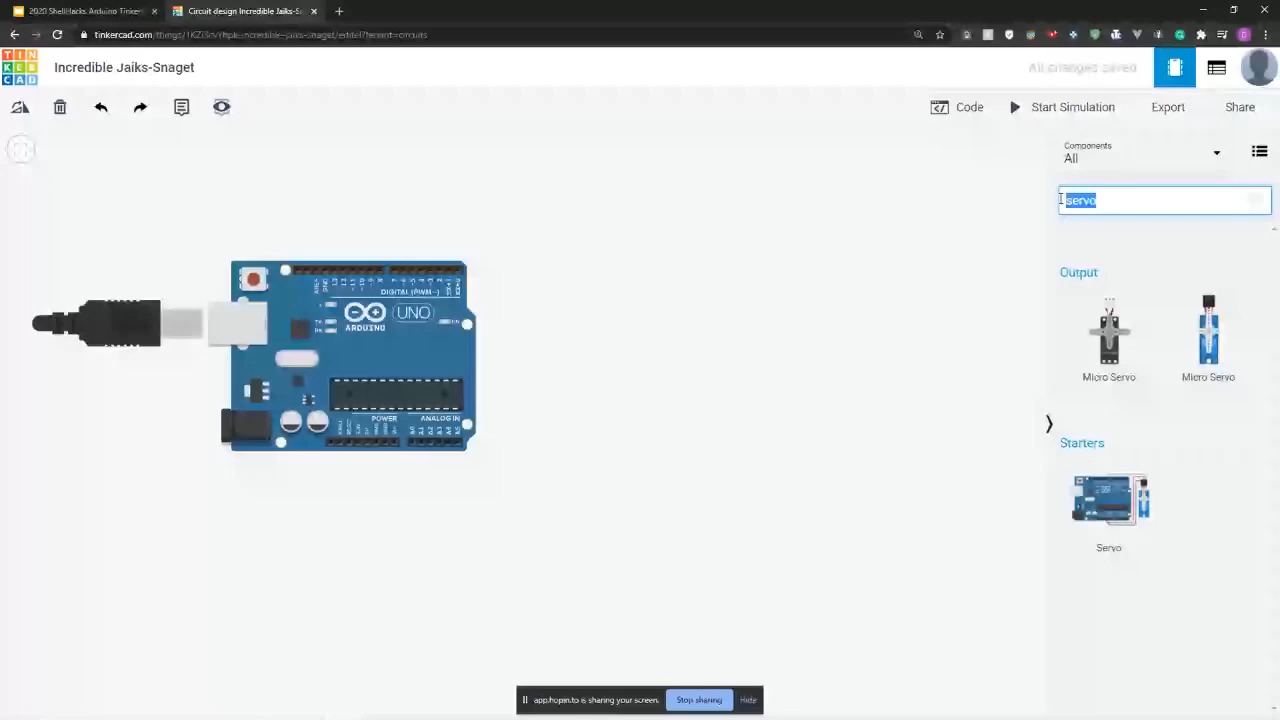 2020 ShellHacks Arduino Tinker
Circuit design Incredible Jaiks-S
Incredible Jaiks-Snaget
All changes saved
TIN
KER
CAD
Code
Start Simulation
Export
Share
Components
All
servo
Output
Micro Servo
Micro Servo
Starters
Servo
DIGITAL (PWM~)
UNO
ARDUINO
POWER
ANALOG IN
app.hopin.to is sharing your screen.
Stop sharing
Hide